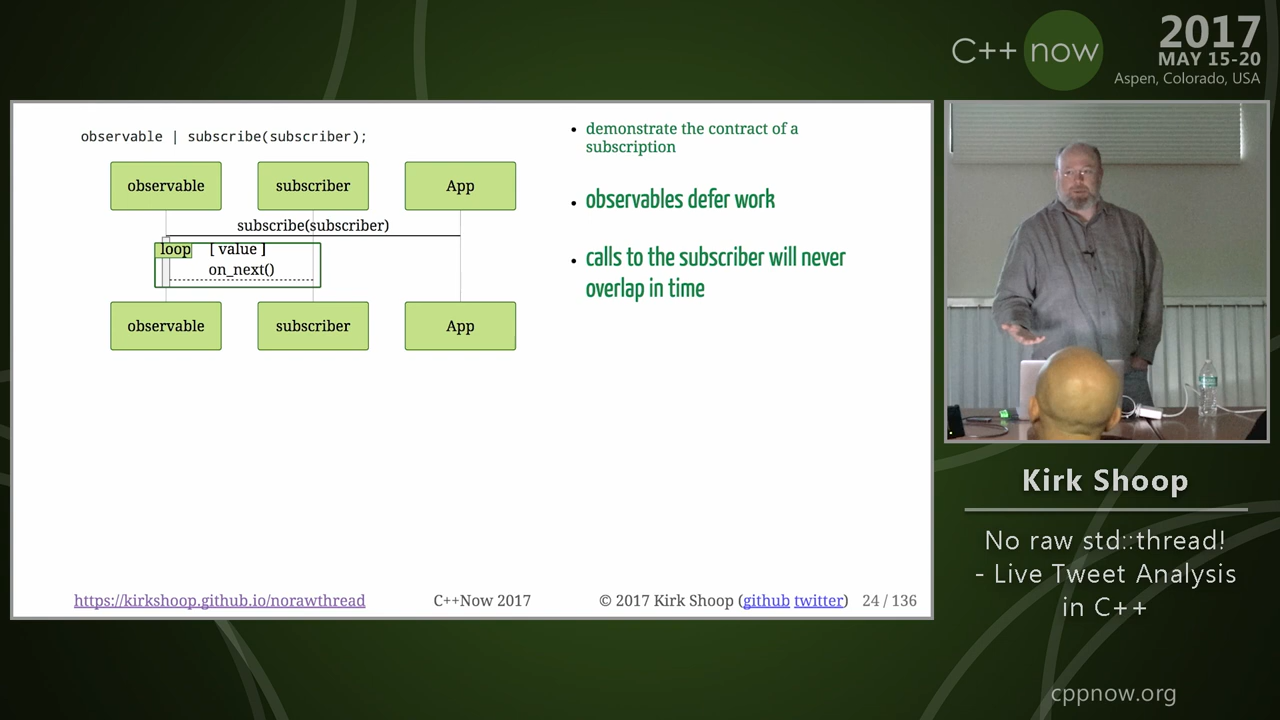 C++ now
2017
MAY 15-20
Aspen, Colorado, USA
observable | subscribe(subscriber);
observable
subscriber
App
subscribe(subscriber)
loop
[ value ]
on_next()
observable
subscriber
App
• demonstrate the contract of a
subscription
• observables defer work
• calls to the subscriber will never
overlap in time
https://kirkshoop.github.io/norawthread
C++Now 2017
© 2017 Kirk Shoop (github twitter)
24 / 136
Kirk Shoop
No raw std::thread!
- Live Tweet Analysis
in C++
cppnow.org